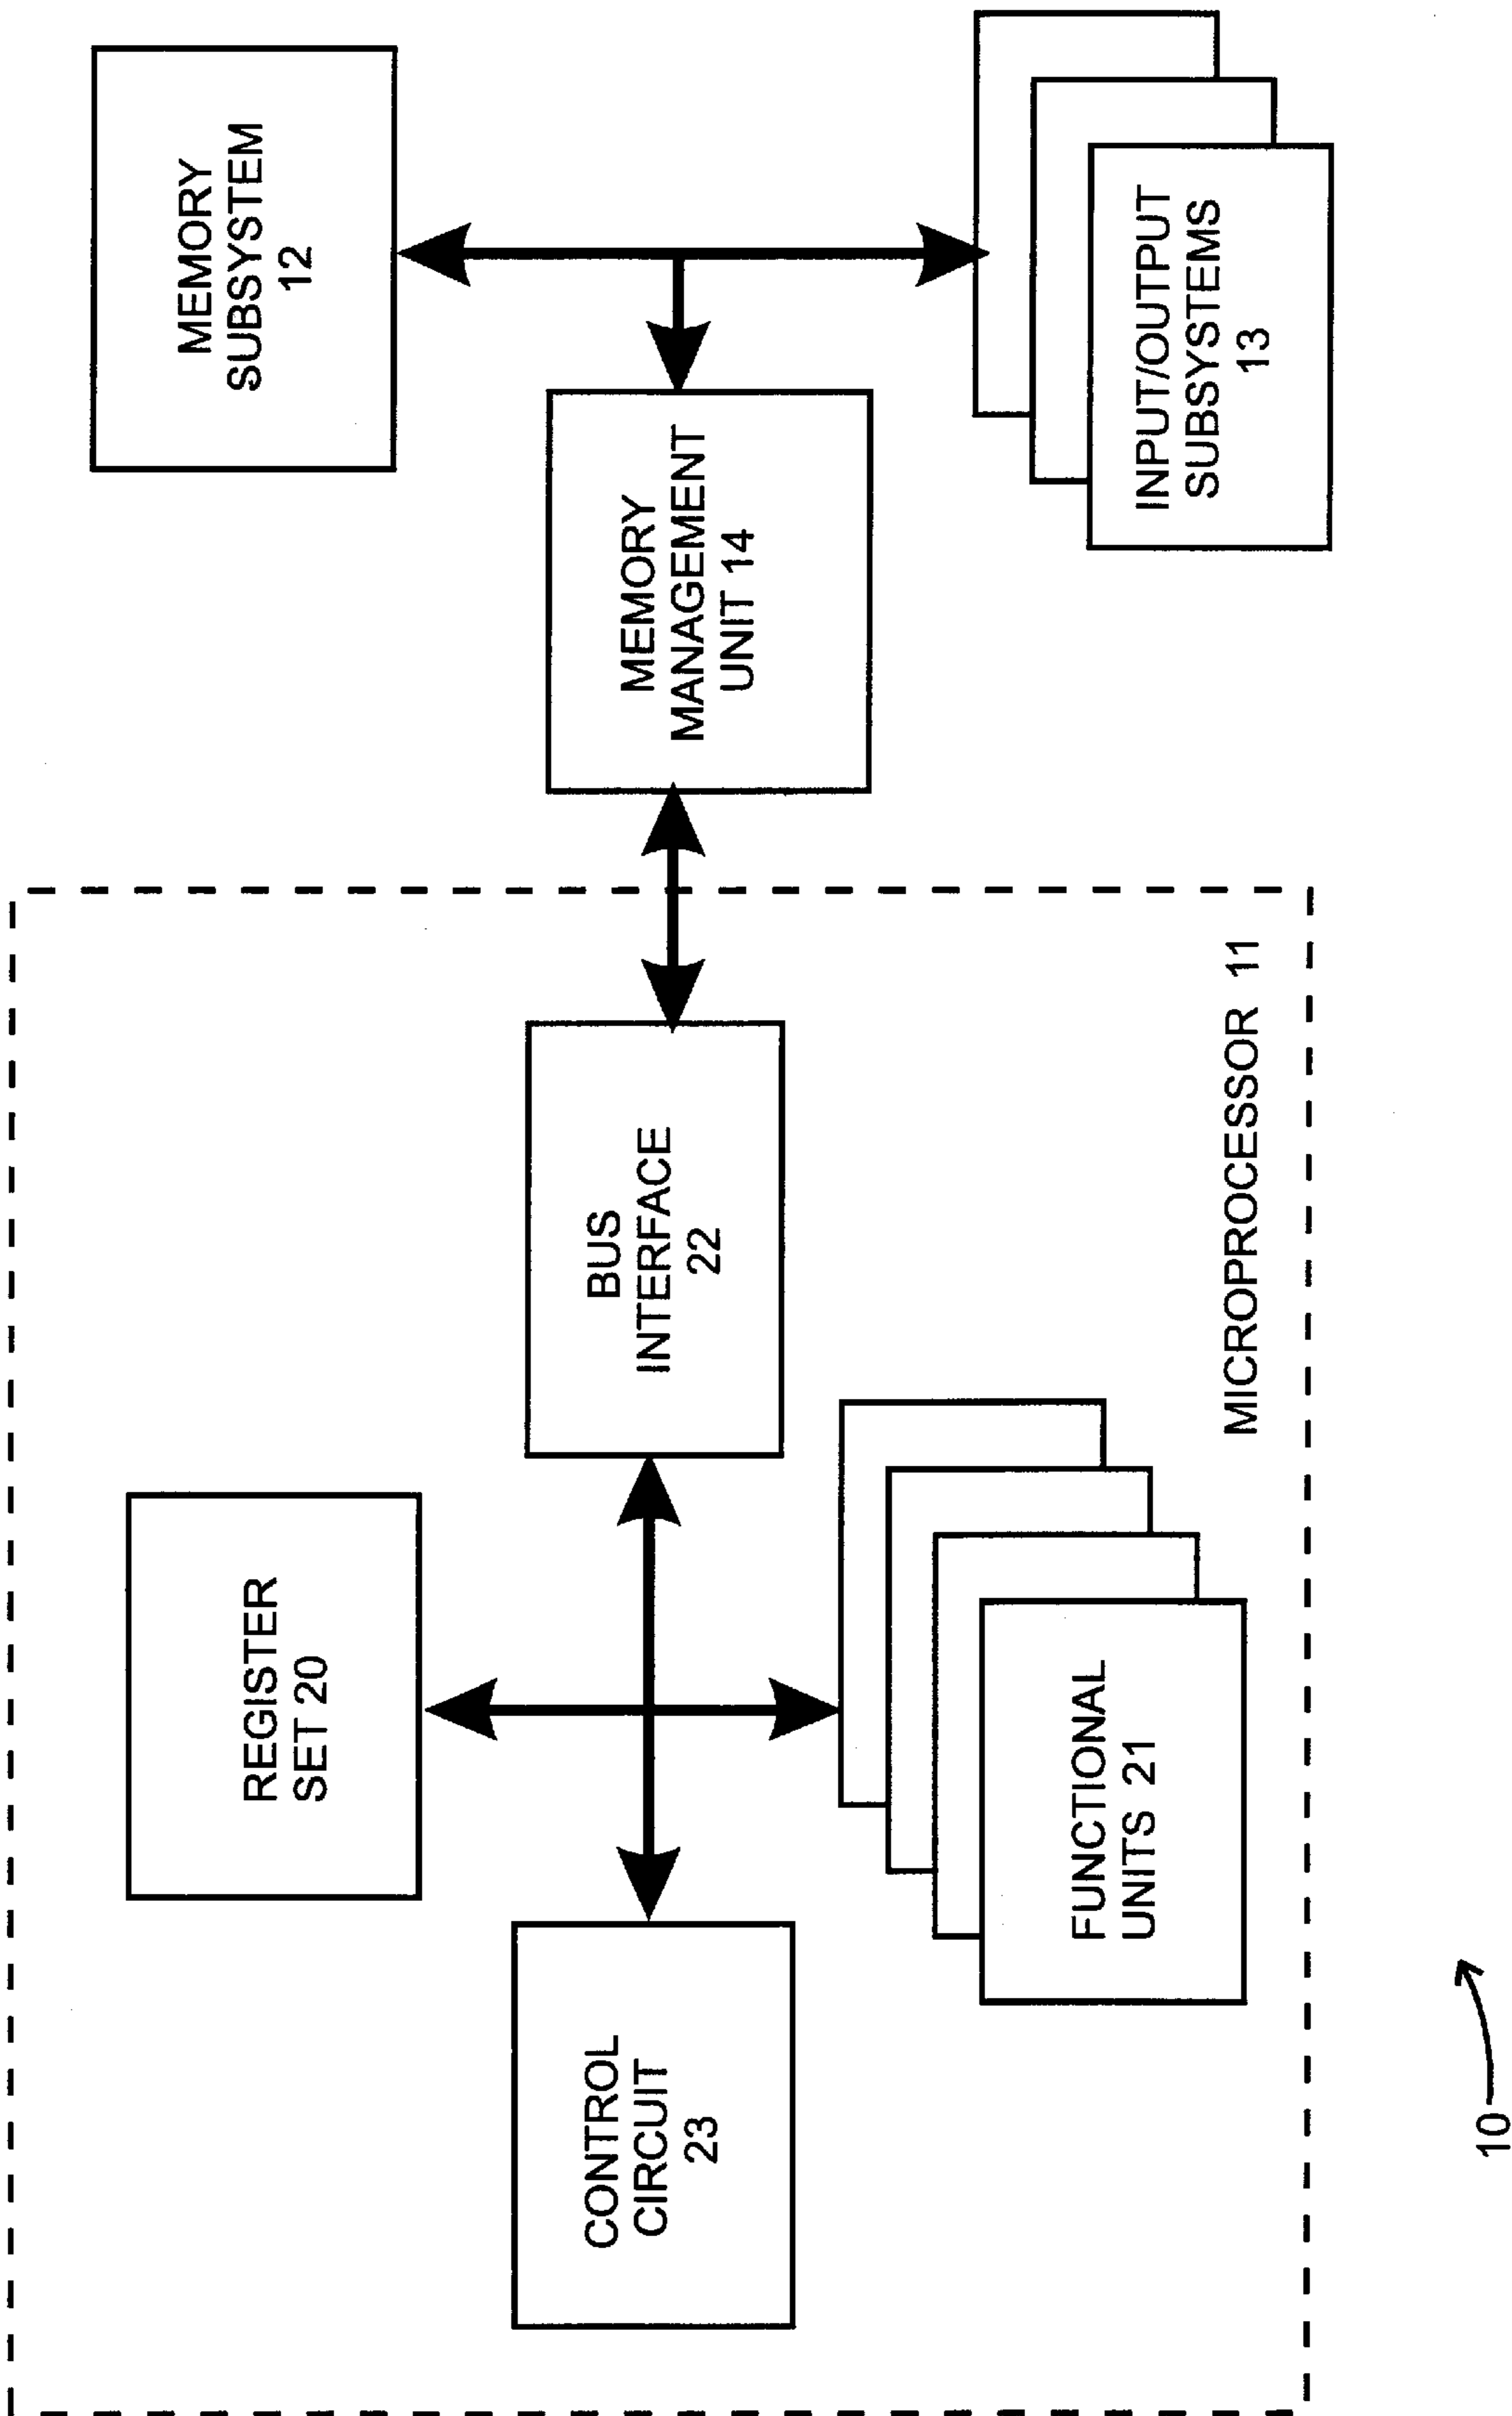 REGISTER
SET 20
MEMORY
SUBSYSTEM
12
CONTROL
CIRCUIT
23
BUS
INTERFACE
22
MEMORY
MANAGEMENT
UNIT 14
FUNCTIONAL
UNITS 21
INPUT/OUTPUT
SUBSYSTEMS
13
MICROPROCESSOR 11
10